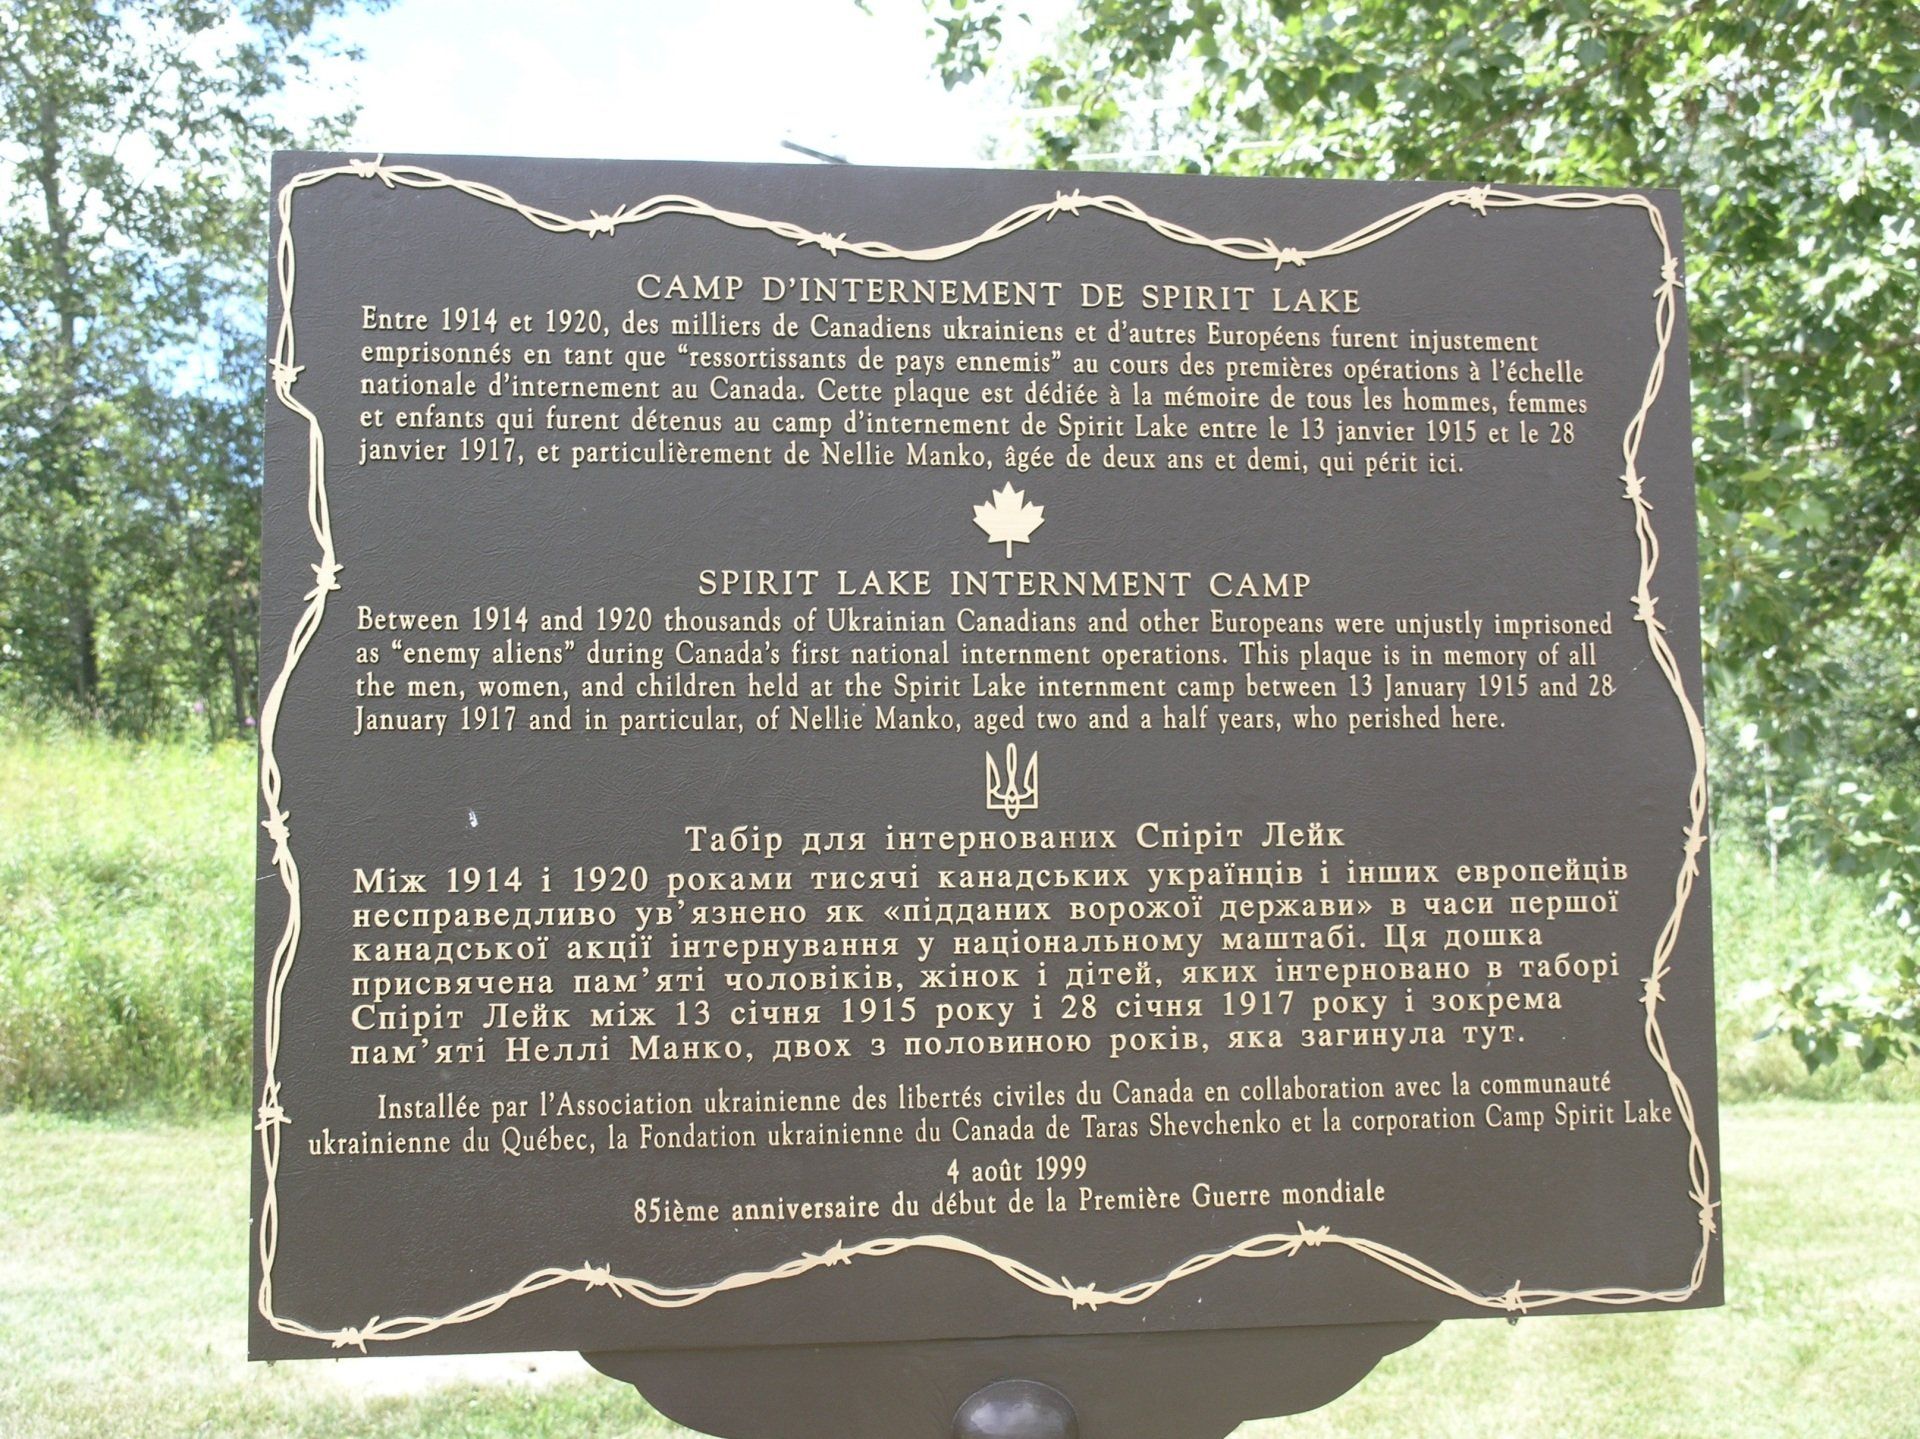 CAMP D'INTERNEMENT DE SPIRIT LAKE
Entre 1914 et 1920, des milliers de Canadiens ukrainiens et d'autres Européens furent injustement
emprisonnés en tant que “ressortissants de pays ennemis” au cours des premières opérations à l'échelle
nationale d'internement au Canada. Cette plaque est dédiée à la mémoire de tous les hommes, femmes
et enfants qui furent détenus au camp d'internement de Spirit Lake entre le 13 janvier 1915 et le 28
janvier 1917, et particulièrement de Nellie Manko, âgée de deux ans et demi, qui périt ici.
SPIRIT LAKE INTERNMENT CAMP
Between 1914 and 1920 thousands of Ukrainian Canadians and other Europeans were unjustly imprisoned
as “enemy aliens” during Canada's first national internment operations. This plaque is in memory of all
the men, women, and children held at the Spirit Lake internment camp between 13 January 1915 and 28
January 1917 and in particular, of Nellie Manko, aged two and a half years, who perished here.
Табір для інтернованих Спіріт Лейк
Між 1914 і 1920 роками тисячі канадських українців і інших европейців
несправедливо ув'язнено як «підданих ворожої держави» в часи першої
канадської акції інтернування у національному маштабі. Ця дошка
присвячена пам'яті чоловіків, жінок і дітей, яких інтерновано в таборі
Спіріт Лейк між 13 січня 1915 року і 28 січня 1917 року і зокрема
пам'яті Неллі Манко, двох з половиною років, яка загинула тут.
Installée par l'Association ukrainienne des libertés civiles du Canada en collaboration avec la communauté
ukrainienne du Québec, la Fondation ukrainienne du Canada de Taras Shevchenko et la corporation Camp Spirit Lake
4 août 1999
85ième anniversaire du début de la Première Guerre mondiale